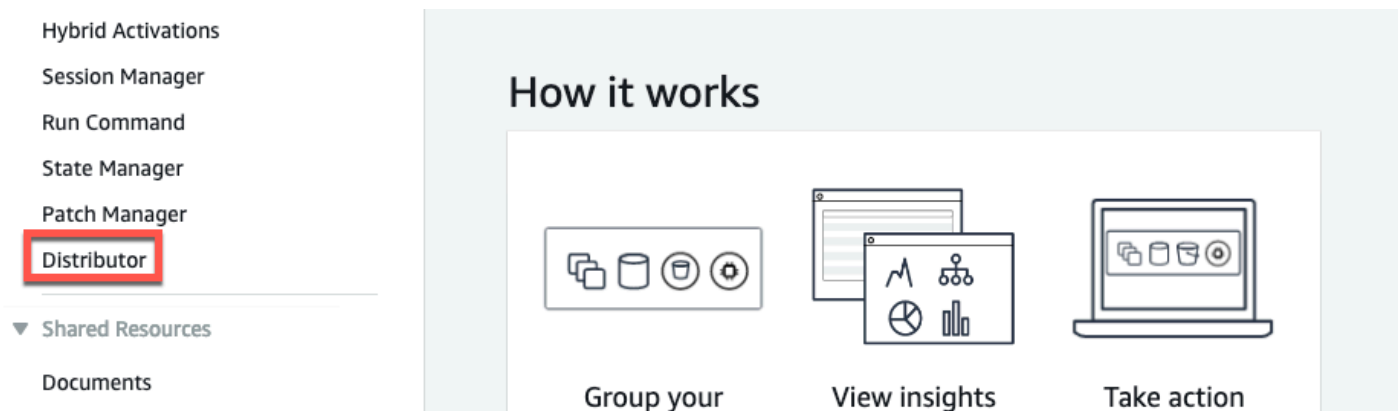 Hybrid Activations
Session Manager
Run Command
State Manager
Patch Manager
Distributor
Shared Resources
Documents
How it works
Group your
View insights
Take action